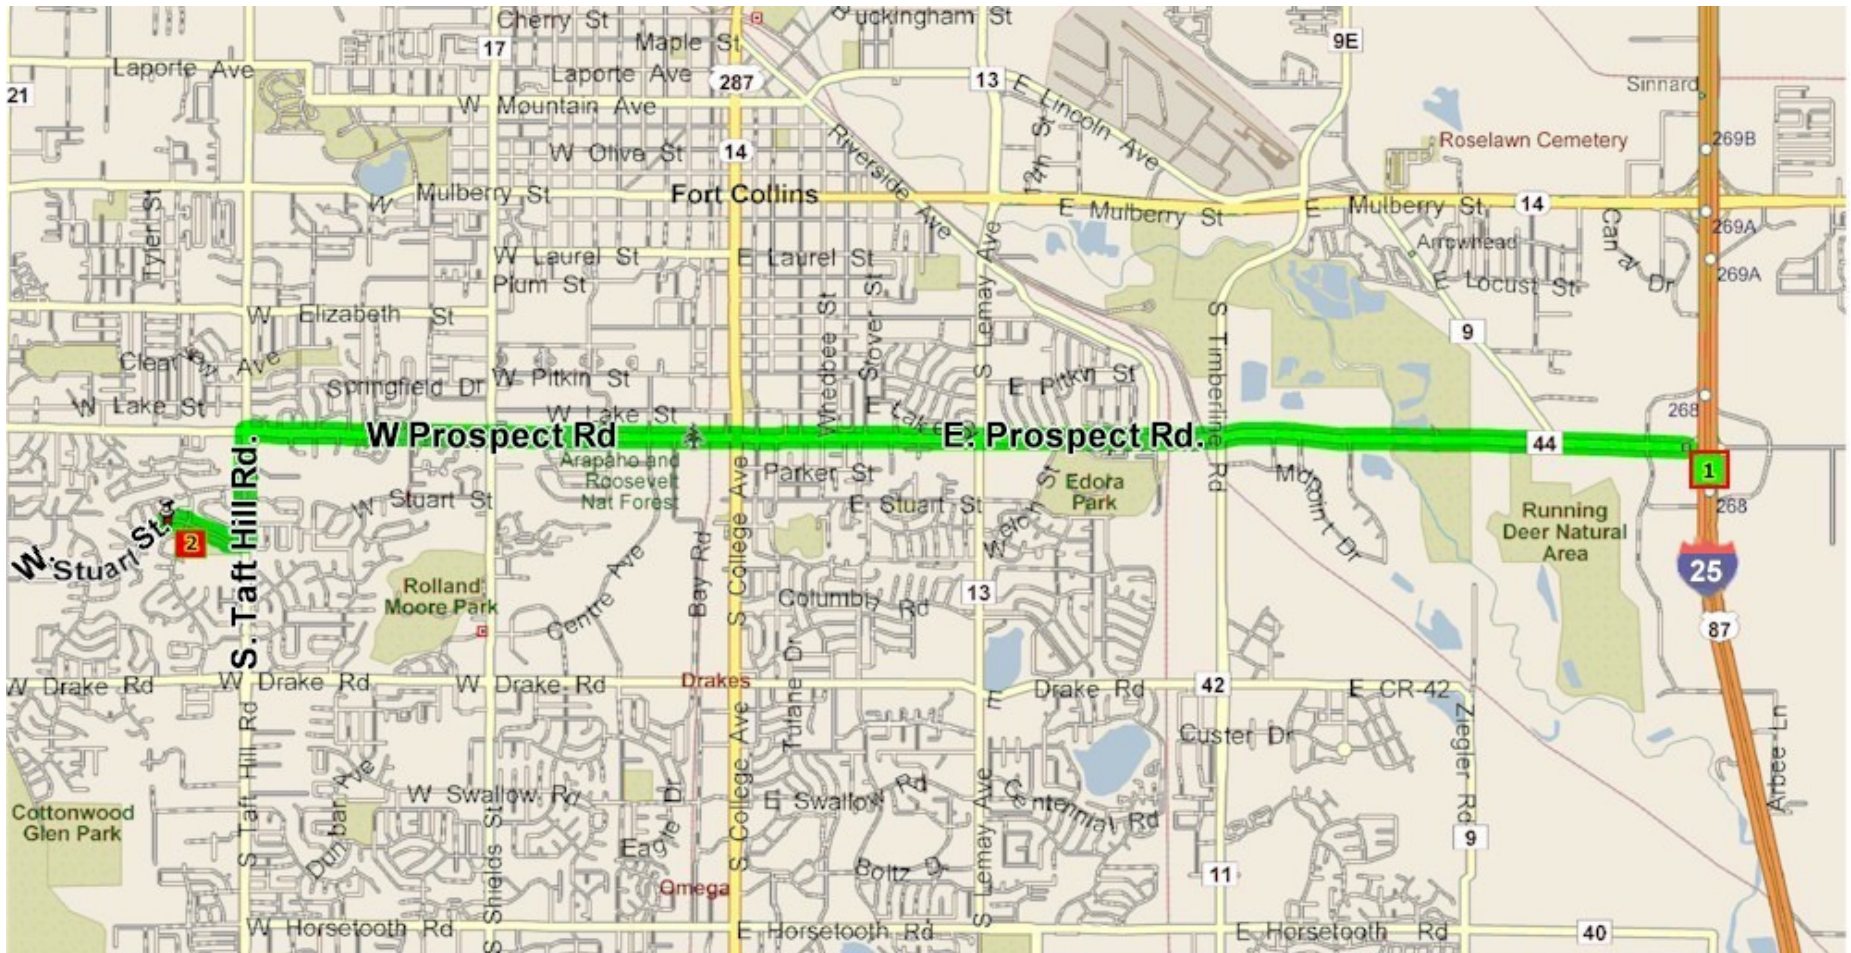 Cherry St
Buckingham St
Maple St
17
9E
Laporte Ave
Laporte Ave
287
13
E Lincoln Ave
Sinnard
21
W Mountain Ave
12th St
269B
Roselawn Cemetery
W Olive St
14
Riverside Ave
Tyler St
W Mulberry St
Fort Collins
E Mulberry St
E Mulberry St
14
Canal Dr
269A
Arrowhead
W Laurel St
E Laurel St
S Lemay Ave
269A
Plum St
E Locust St
W Elizabeth St
Whedbee St
Stover St
S Timberline Rd
9
Ave
Springfield Dr
W Pitkin St
E Pitkin St
W Lake St
W Lake St
E Lake
268
W Prospect Rd
E. Prospect Rd.
44
1
S. Taft Hill Rd.
Arapaho and
Roosevelt
Nat Forest
Parker St
Edora
Park
W Stuart St
E Stuart St
Welch St
268
Running
Deer Natural
Area
W. Stuart St.
2
25
Rolland
Moore Park
Centre Ave
Bay Rd
S College Ave
Columbia Rd
13
87
W Drake Rd
W Drake Rd
W Drake Rd
Drakes
E Drake Rd
42
E CR-42
Tulane Dr
Custer Dr
Ziegler Rd
Arbee Ln
S Taft Hill Rd
Dunbar Ave
W Swallow Rd
S College Ave
E Swallow Rd
Centennial Rd
Cottonwood
Glen Park
Eagle Dr
9
S Shields St
Boltz Dr
S Lemay Ave
11
Omega
W Horsetooth Rd
E Horsetooth Rd
E Horsetooth Rd
40